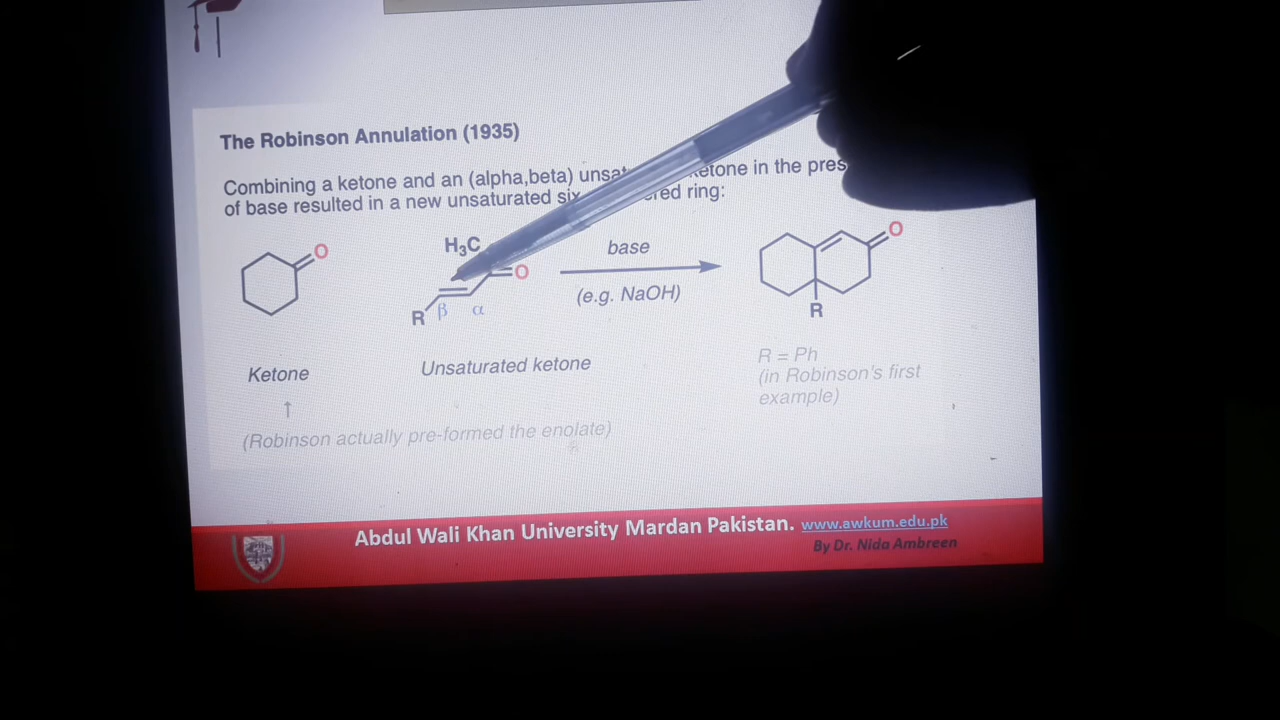 The Robinson Annulation (1935)
Combining a ketone and an (alpha,beta) unsat etone in the pres
of base resulted in a new unsaturated six ered ring:
O
H₃C
O
R
β
α
base
(e.g. NaOH)
O
R
Ketone
Unsaturated ketone
R = Ph
(in Robinson's first
example)
↑
(Robinson actually pre-formed the enolate)
Abdul Wali Khan University Mardan Pakistan. www.awkum.edu.pk
By Dr. Nida Ambreen